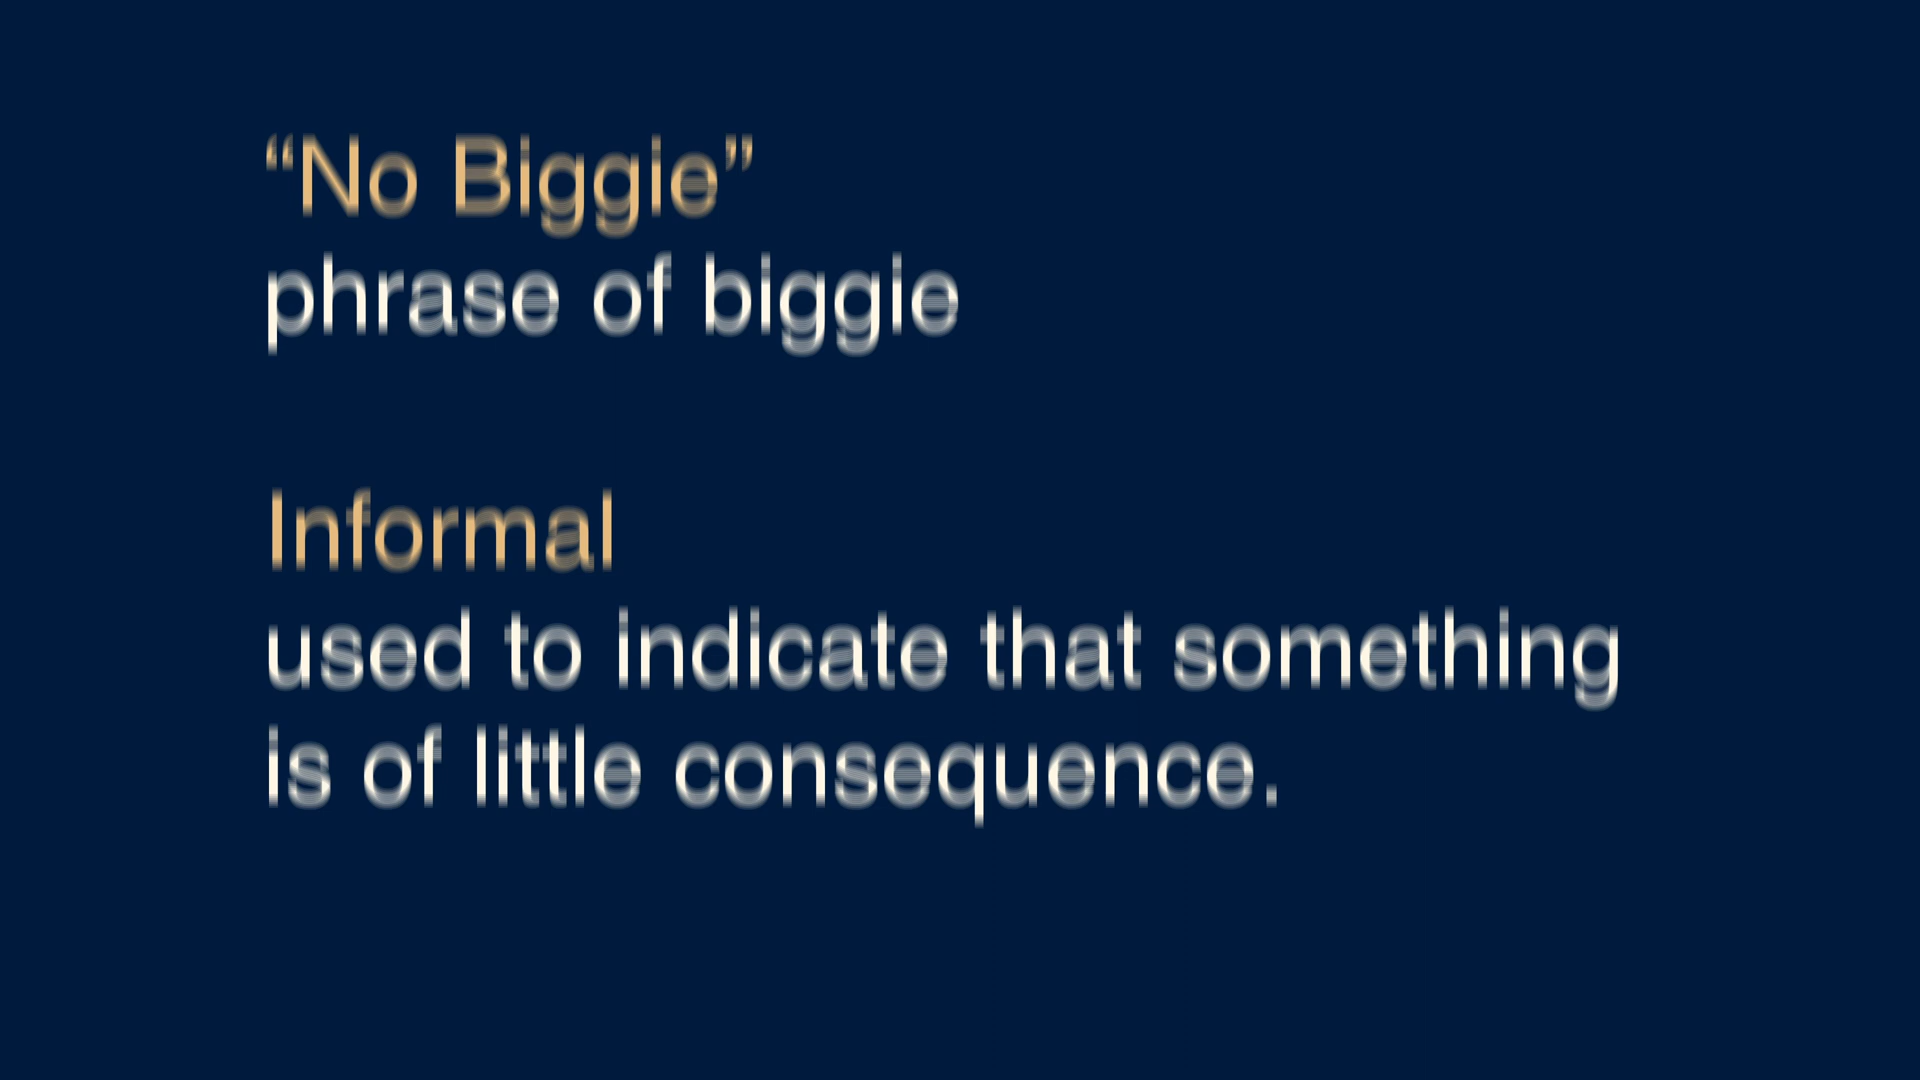 “No Biggie”
phrase of biggie
Informal
used to indicate that something
is of little consequence.